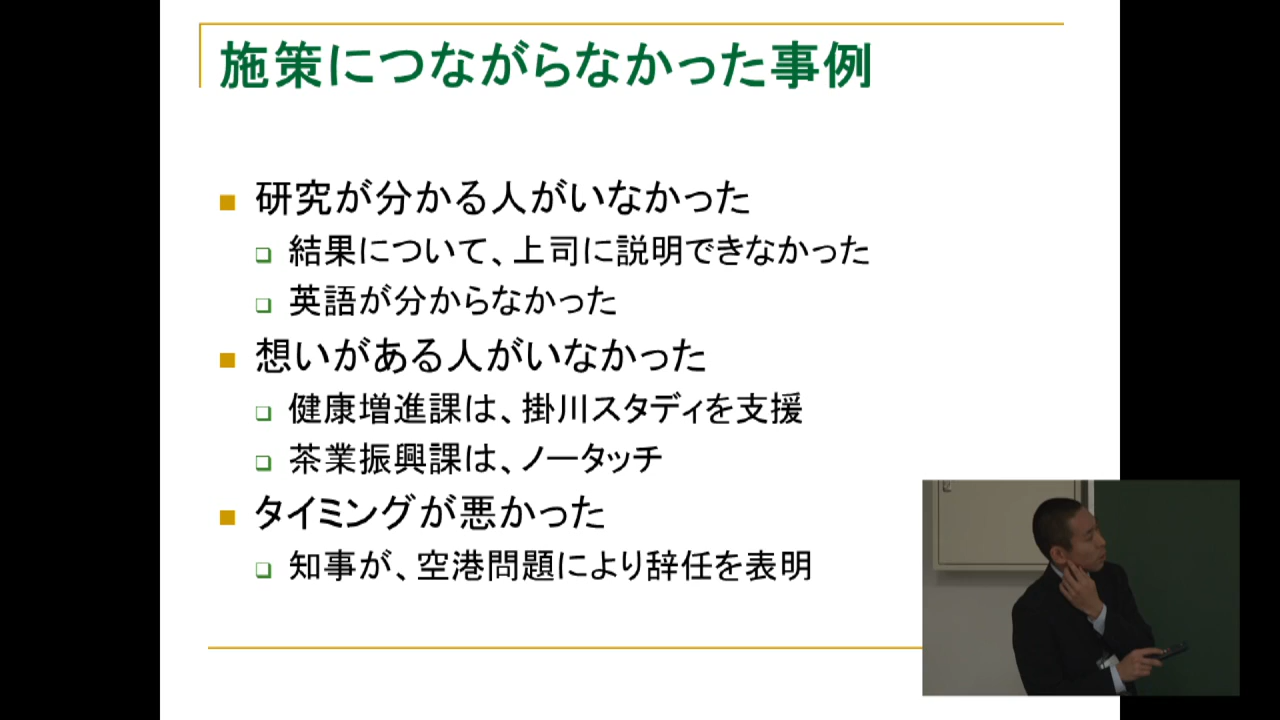 施策につながらなかった事例
研究が分かる人がいなかった
結果について、上司に説明できなかった
英語が分からなかった
想いがある人がいなかった
健康増進課は、掛川スタディを支援
茶業振興課は、ノータッチ
タイミングが悪かった
知事が、空港問題により辞任を表明